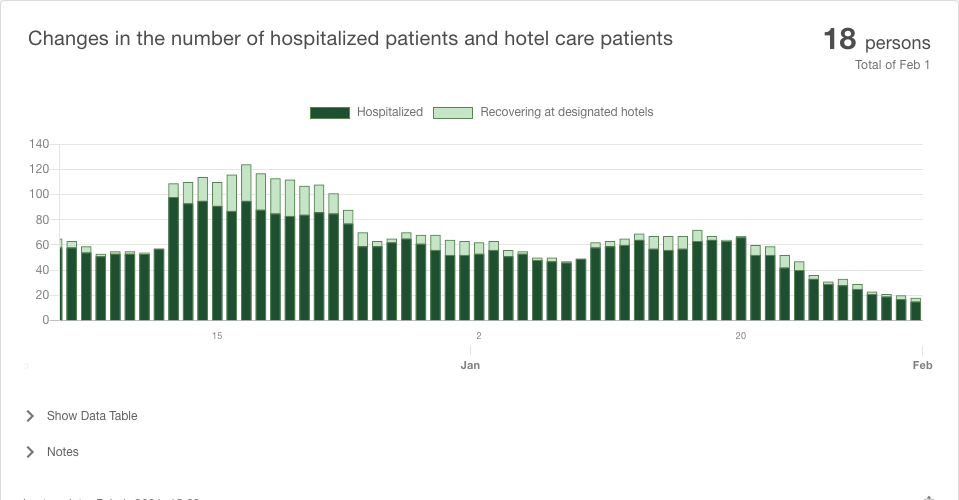 Changes in the number of hospitalized patients and hotel care patients
18 persons
Total of Feb 1
Hospitalized
Recovering at designated hotels
140
120
100
80
60
40
20
0
15 2 20
Jan Feb
Show Data Table
Notes